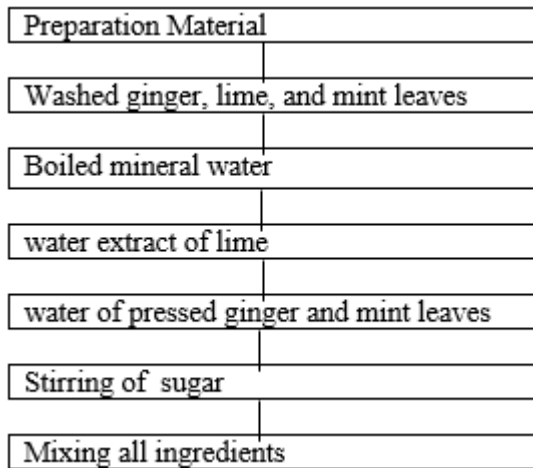 Preparation Material
Washed ginger, lime, and mint leaves
Boiled mineral water
water extract of lime
water of pressed ginger and mint leaves
Stirring of sugar
Mixing all ingredients